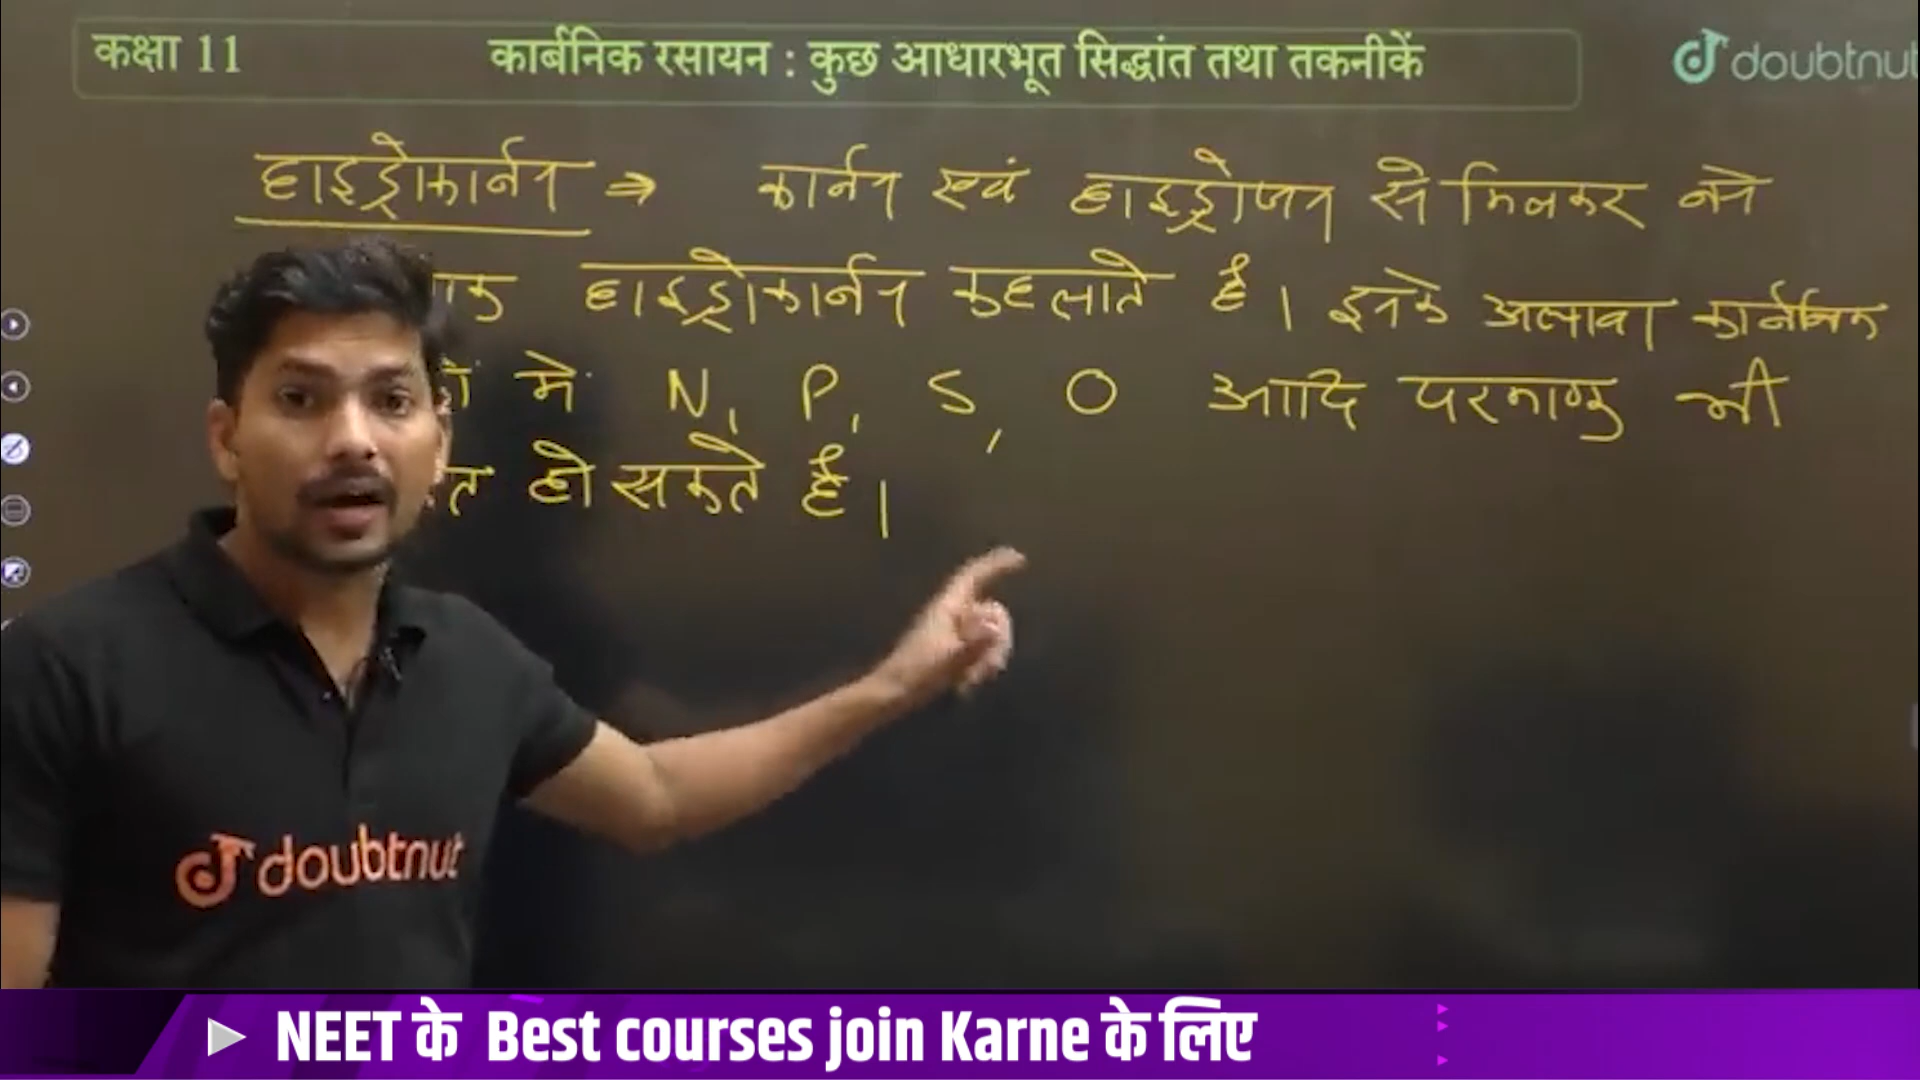 कक्षा 11
कार्बनिक रसायन : कुछ आधारभूत सिद्धांत तथा तकनीकें
doubtnut
हाइड्रोकार्बन ⇒ कार्बन एवं हाइड्रोजन से मिलकर बने
हाइड्रोकार्बन कहलाते है। इनके अलावा कार्बनिक
में N, P, S, O आदि परमाणु भी
हो सकते है।
doubtnut
NEET के Best courses join Karne के लिए